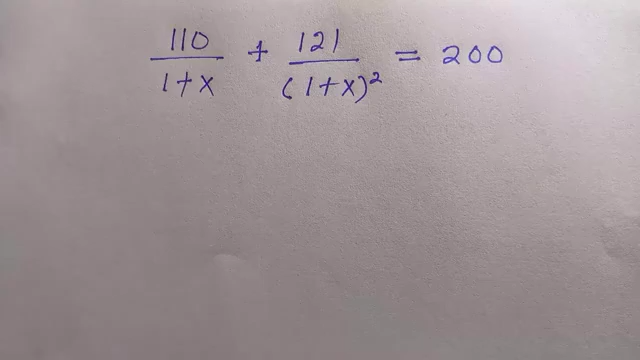 110/(1+x) + 121/(1+x)² = 200